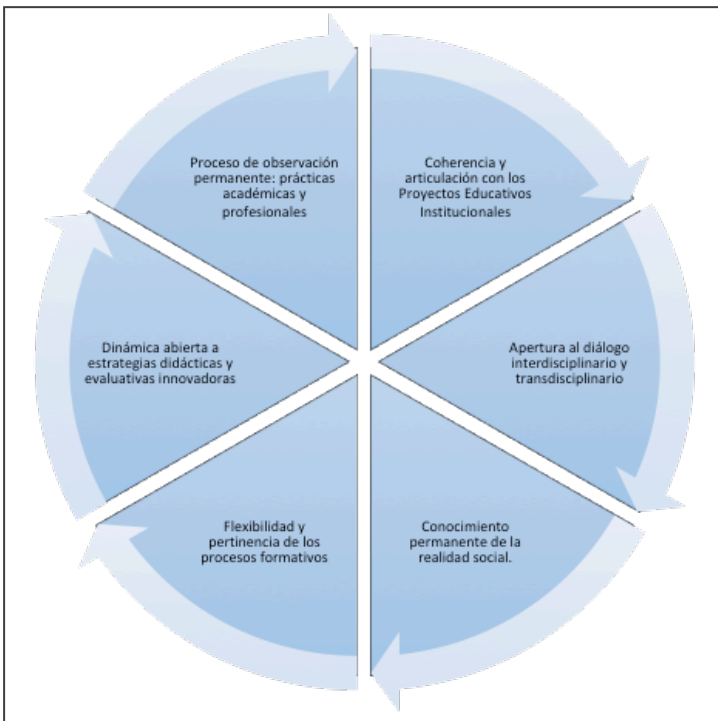 Proceso de observación
permanente: prácticas
académicas y
profesionales
Coherencia y
articulación con los
Proyectos Educativos
Institucionales
Dinámica abierta a
estrategias didácticas y
evaluativas innovadoras
Apertura al diálogo
interdisciplinario y
transdisciplinario
Flexibilidad y
pertinencia de los
procesos formativos
Conocimiento
permanente de la
realidad social.